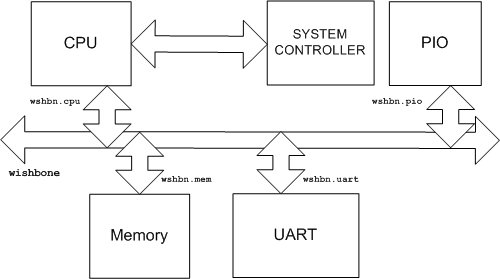 CPU
SYSTEM
CONTROLLER
PIO
wshbn.cpu
wshbn.pio
wishbone
wshbn.mem
wshbn.uart
Memory
UART